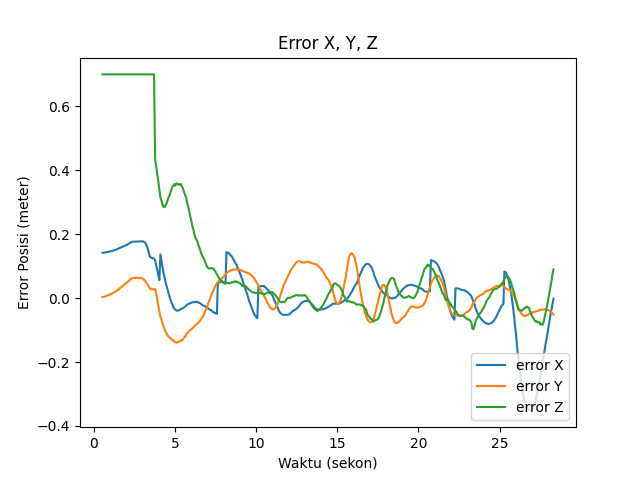 Error X, Y, Z
Error Posisi (meter)
0.6
0.4
0.2
0.0
−0.2
−0.4
0
5
10
15
20
25
Waktu (sekon)
error X
error Y
error Z